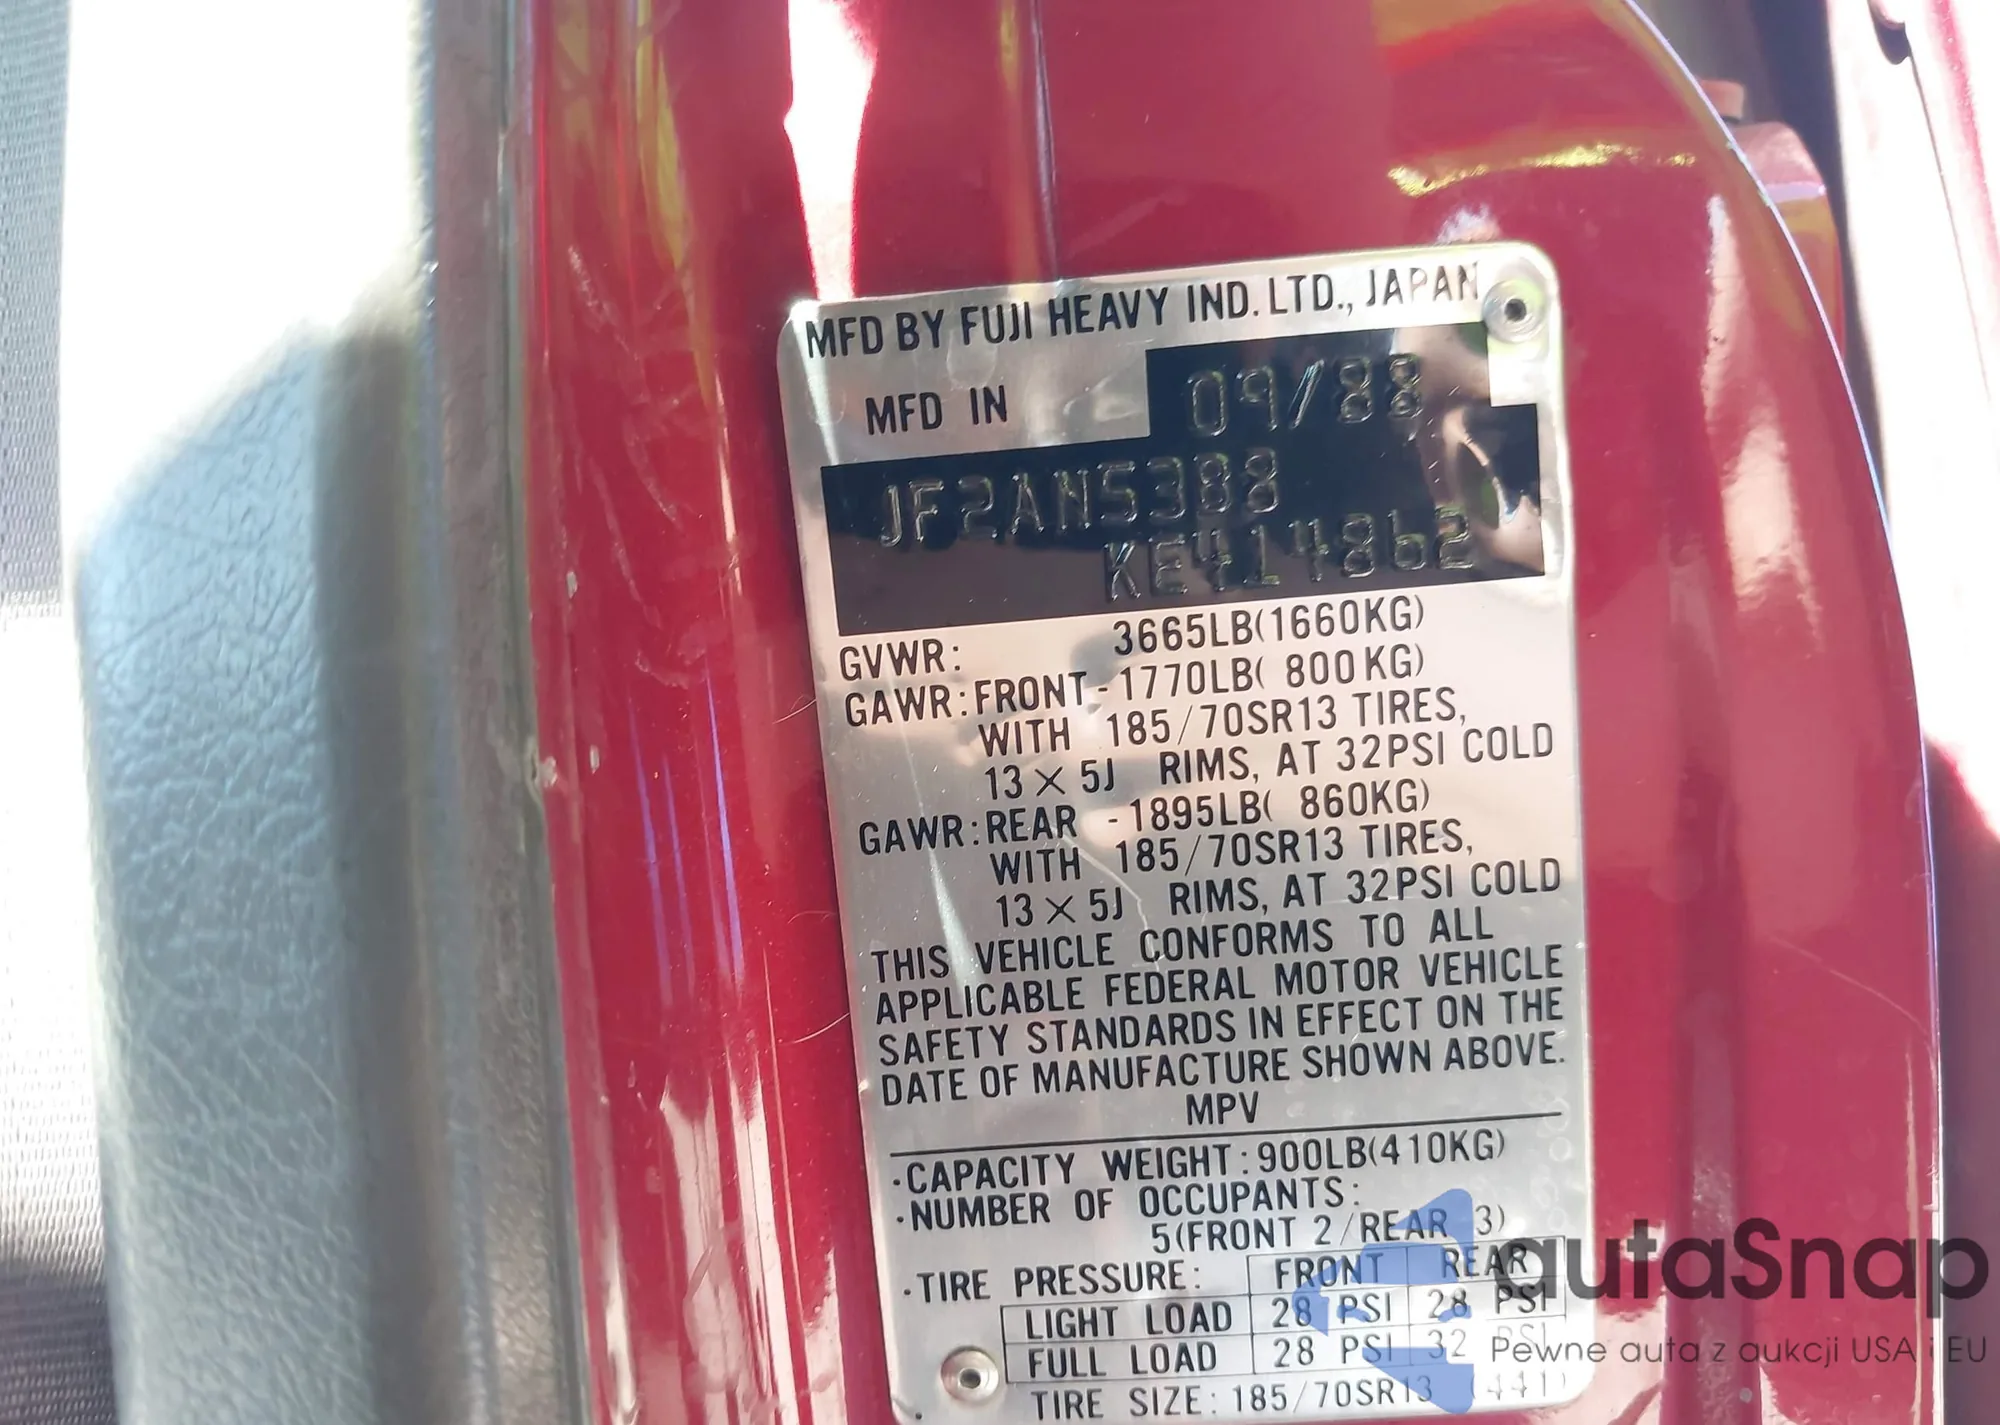 MFD BY FUJI HEAVY IND. LTD., JAPAN
MFD IN 09/88
JF2AN53B8
KE414862
GVWR: 3665LB(1660KG)
GAWR:FRONT-1770LB( 800KG)
WITH 185/70SR13 TIRES,
13×5J RIMS, AT 32PSI COLD
GAWR:REAR -1895LB( 860KG)
WITH 185/70SR13 TIRES,
13×5J RIMS, AT 32PSI COLD
THIS VEHICLE CONFORMS TO ALL
APPLICABLE FEDERAL MOTOR VEHICLE
SAFETY STANDARDS IN EFFECT ON THE
DATE OF MANUFACTURE SHOWN ABOVE.
MPV
·CAPACITY WEIGHT:900LB(410KG)
·NUMBER OF OCCUPANTS:
5(FRONT 2/REAR 3)
·TIRE PRESSURE: FRONT REAR
LIGHT LOAD 28 PSI 28 PSI
FULL LOAD 28 PSI 32 PSI
TIRE SIZE:185/70SR13 (441)
autaSnap
Pewne auta z aukcji USA i EU